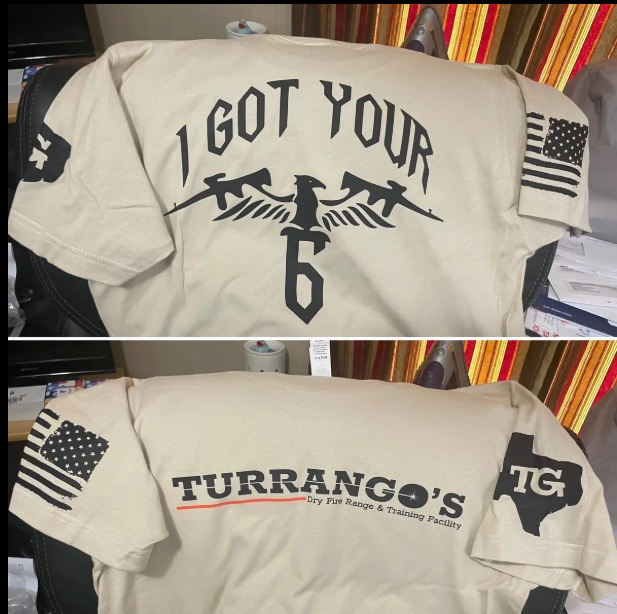 I GOT YOUR
6
TURRANGO'S
Dry Fire Range & Training Facility
TG